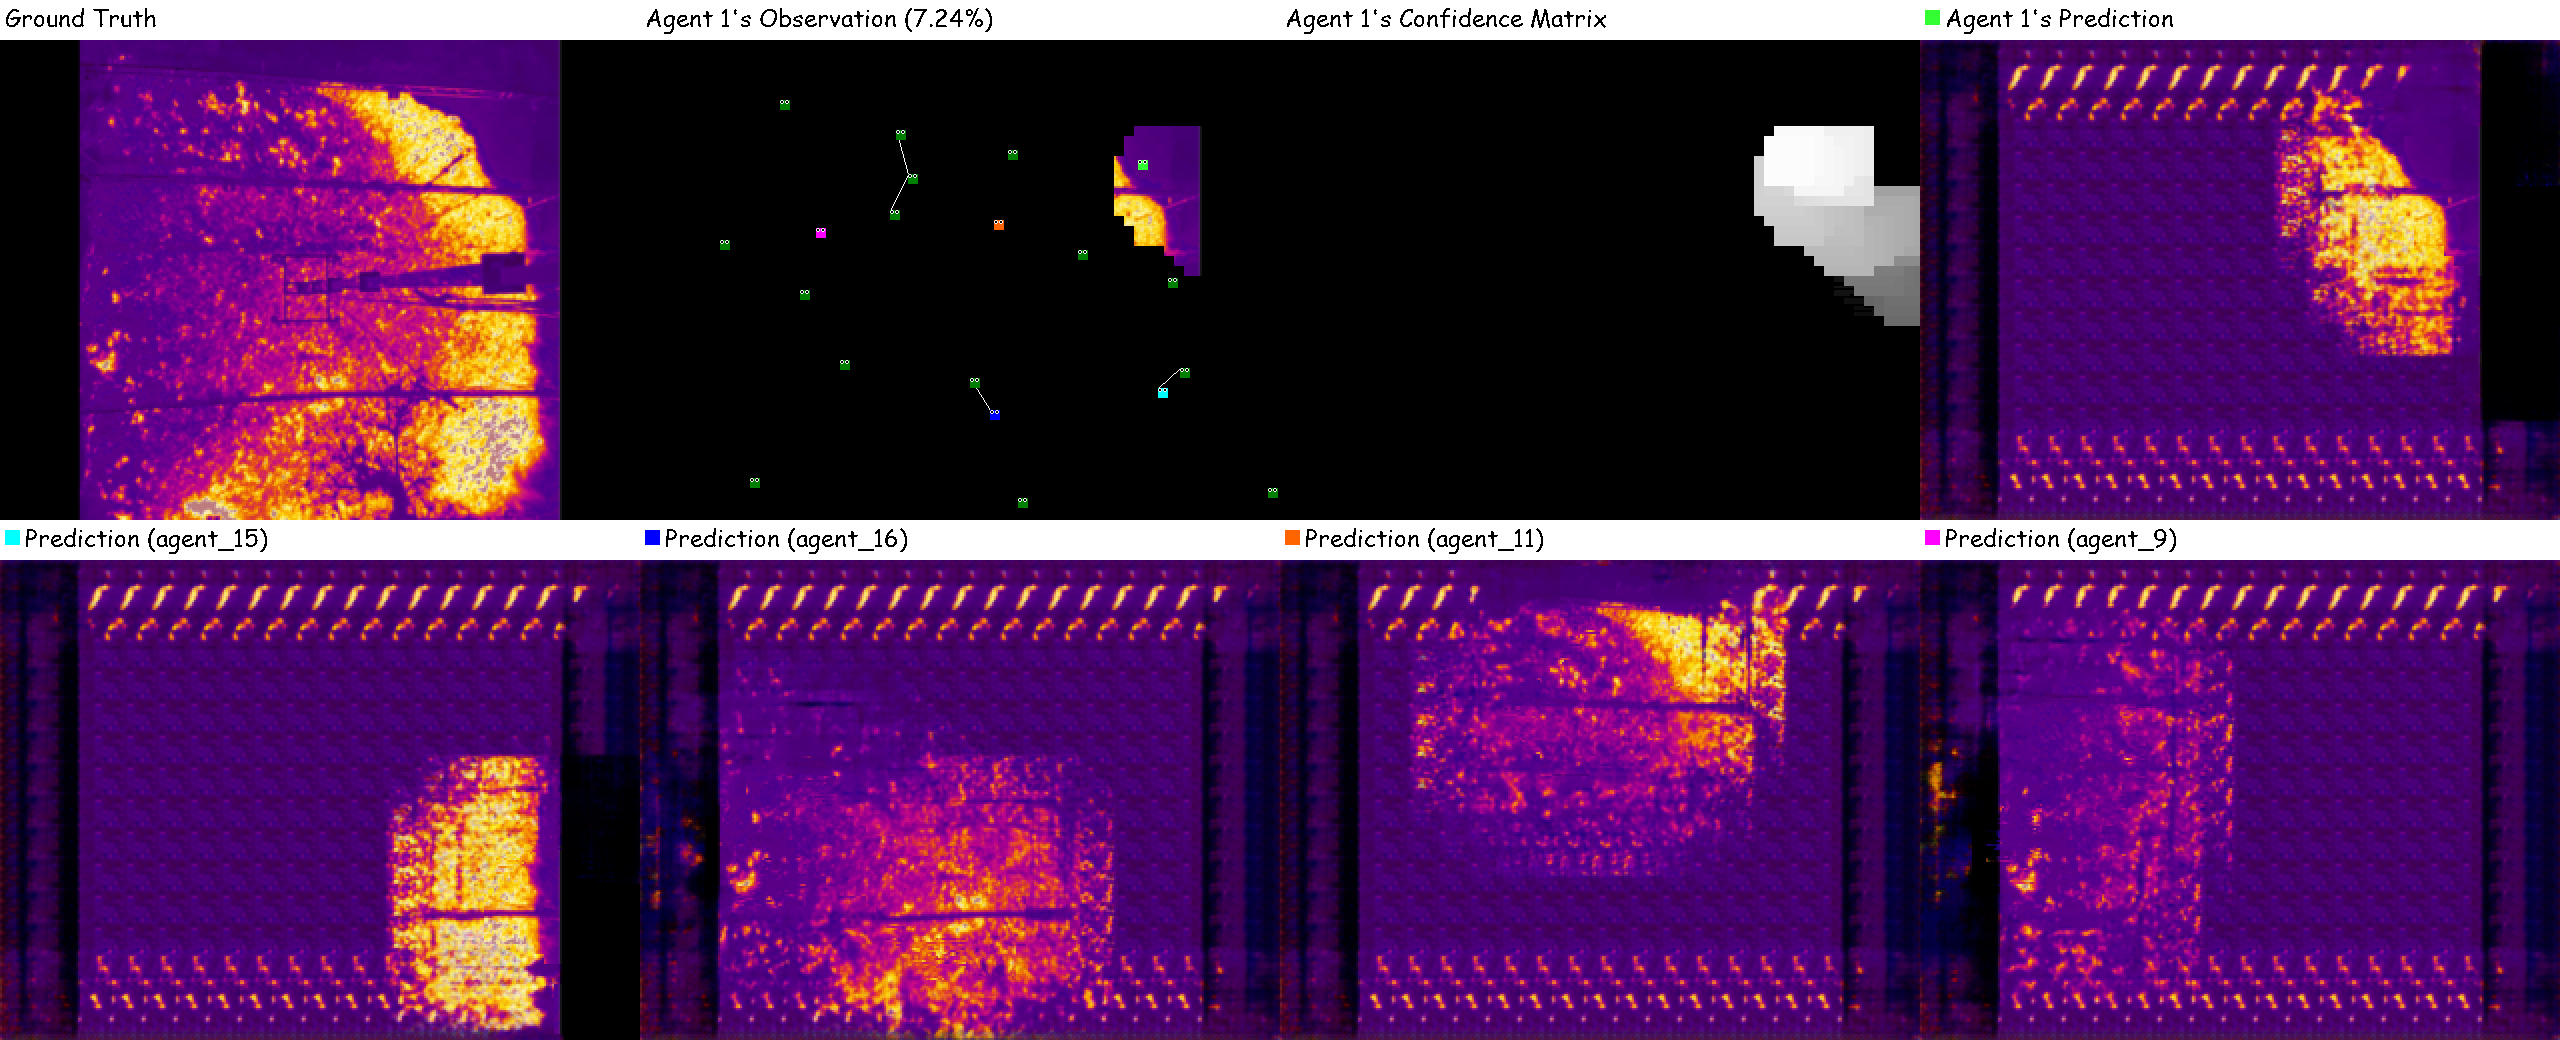 Ground Truth
Agent 1's Observation (7.24%)
Agent 1's Confidence Matrix
Agent 1's Prediction
Prediction (agent_15)
Prediction (agent_16)
Prediction (agent_11)
Prediction (agent_9)